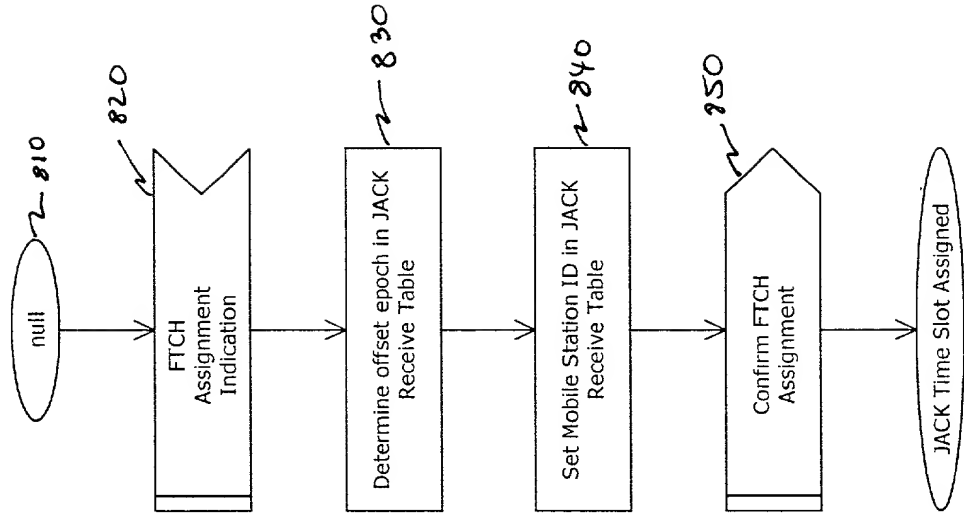 null
810
FTCH
Assignment
Indication
820
Determine offset epoch in JACK
Receive Table
830
Set Mobile Station ID in JACK
Receive Table
840
Confirm FTCH
Assignment
850
JACK Time Slot Assigned